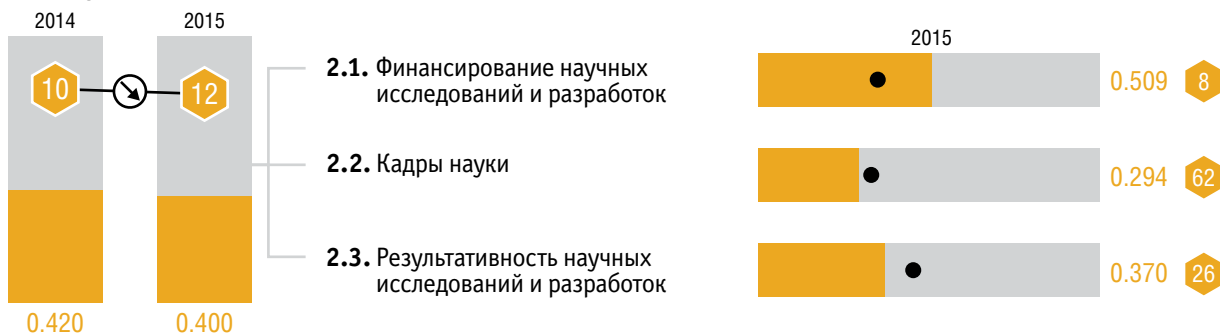 2014 2015
10 12
0.420 0.400
2.1. Финансирование научных
исследований и разработок
2.2. Кадры науки
2.3. Результативность научных
исследований и разработок
2015
0.509 8
0.294 62
0.370 26